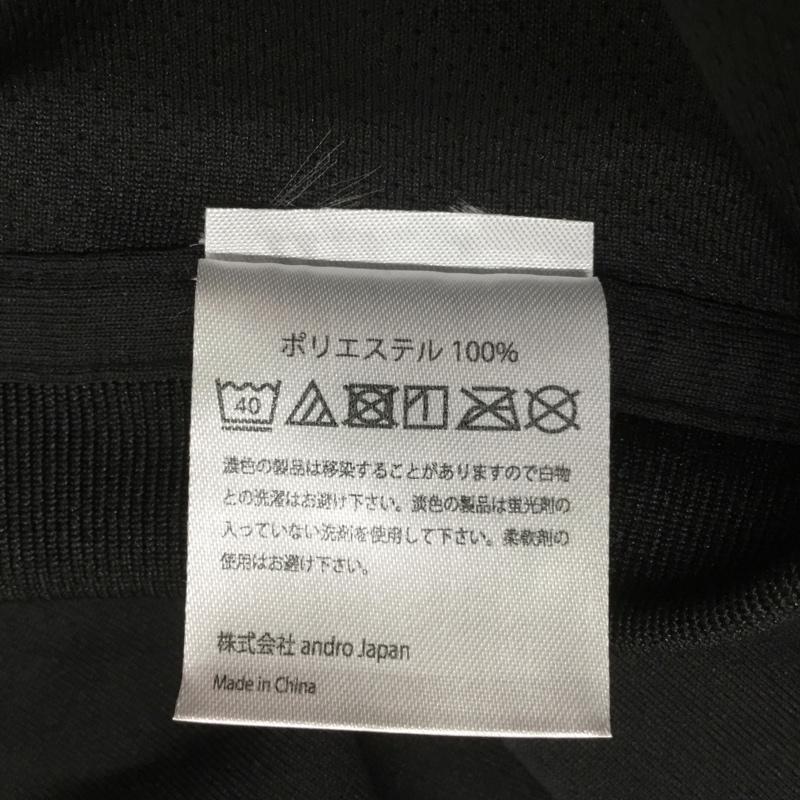 ポリエステル 100%
40
濃色の製品は移染することがありますので白物
との洗濯はお避け下さい。淡色の製品は蛍光剤の
入っていない洗剤を使用して下さい。柔軟剤の
使用はお避け下さい。
株式会社 andro Japan
Made in China